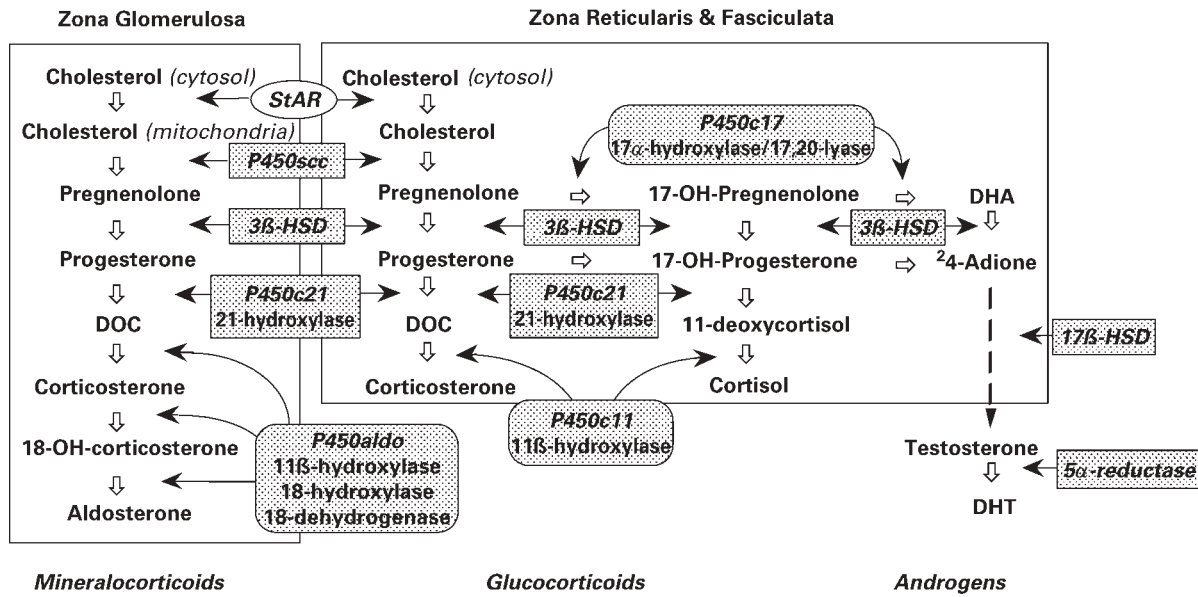 Zona Glomerulosa
Zona Reticularis & Fasciculata
Cholesterol (cytosol)
StAR
Cholesterol (cytosol)
Cholesterol (mitochondria)
Cholesterol
P450c17
17α-hydroxylase/17,20-lyase
P450scc
Pregnenolone
Pregnenolone
17-OH-Pregnenolone
DHA
3ß-HSD
3ß-HSD
3ß-HSD
Progesterone
Progesterone
17-OH-Progesterone
²4-Adione
P450c21
21-hydroxylase
P450c21
21-hydroxylase
DOC
DOC
11-deoxycortisol
17ß-HSD
Corticosterone
Corticosterone
Cortisol
P450c11
11ß-hydroxylase
18-OH-corticosterone
P450aldo
11ß-hydroxylase
18-hydroxylase
18-dehydrogenase
Testosterone
5α-reductase
Aldosterone
DHT
Mineralocorticoids
Glucocorticoids
Androgens